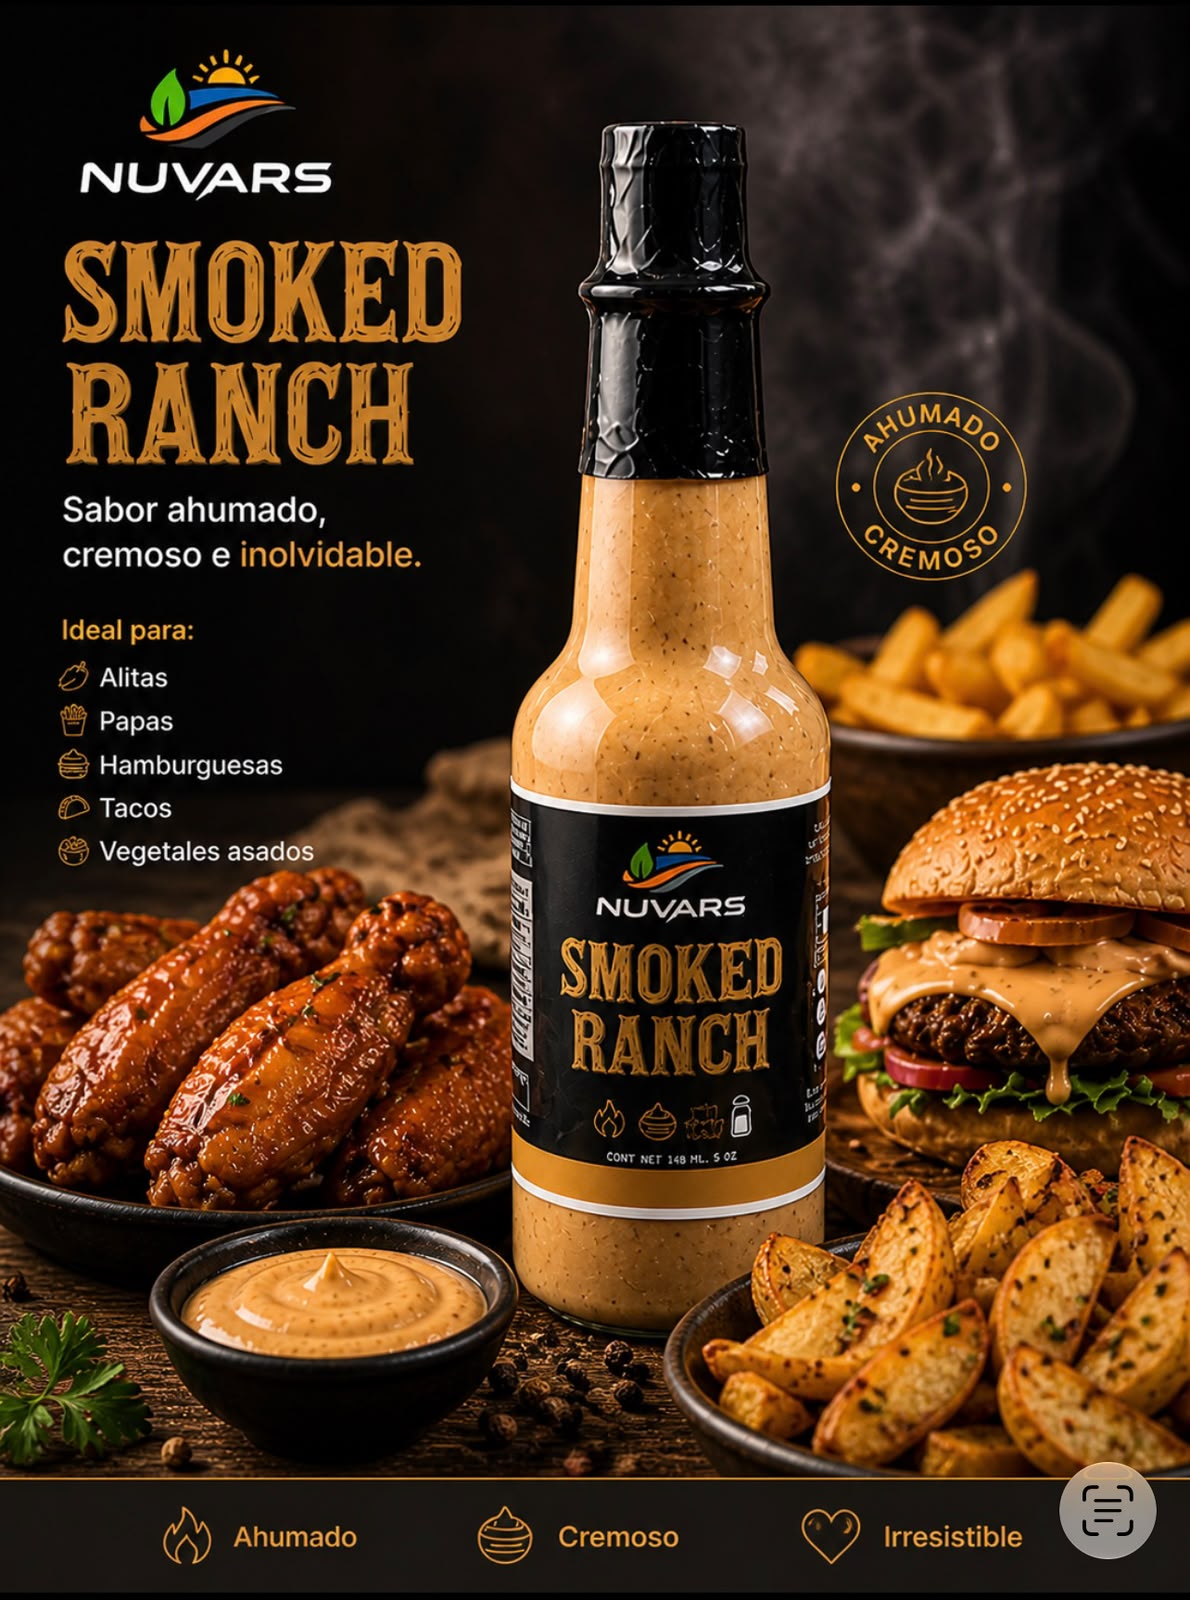 NUVARS
SMOKED
RANCH
Sabor ahumado,
cremoso e inolvidable.
Ideal para:
Alitas
Papas
Hamburguesas
Tacos
Vegetales asados
AHUMADO
CREMOSO
NUVARS
SMOKED
RANCH
CONT NET 148 ML. 5 OZ
Ahumado
Cremoso
Irresistible